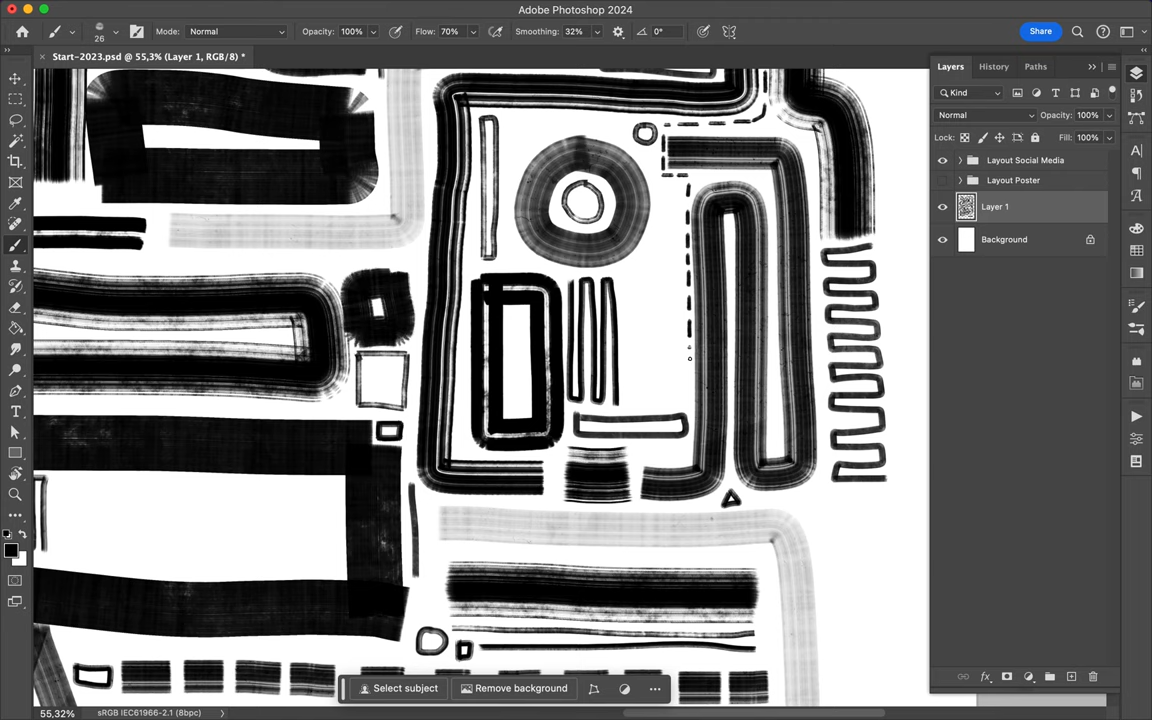 Adobe Photoshop 2024
26
Mode: Normal
Opacity: 100%
Flow: 70%
Smoothing: 32%
0°
Share
Start-2023.psd @ 55,3% (Layer 1, RGB/8) *
Layers
History
Paths
Kind
Normal
Opacity: 100%
Lock:
Fill: 100%
Layout Social Media
Layout Poster
Layer 1
Background
fx
Select subject
Remove background
55,32%
sRGB IEC61966-2.1 (8bpc)